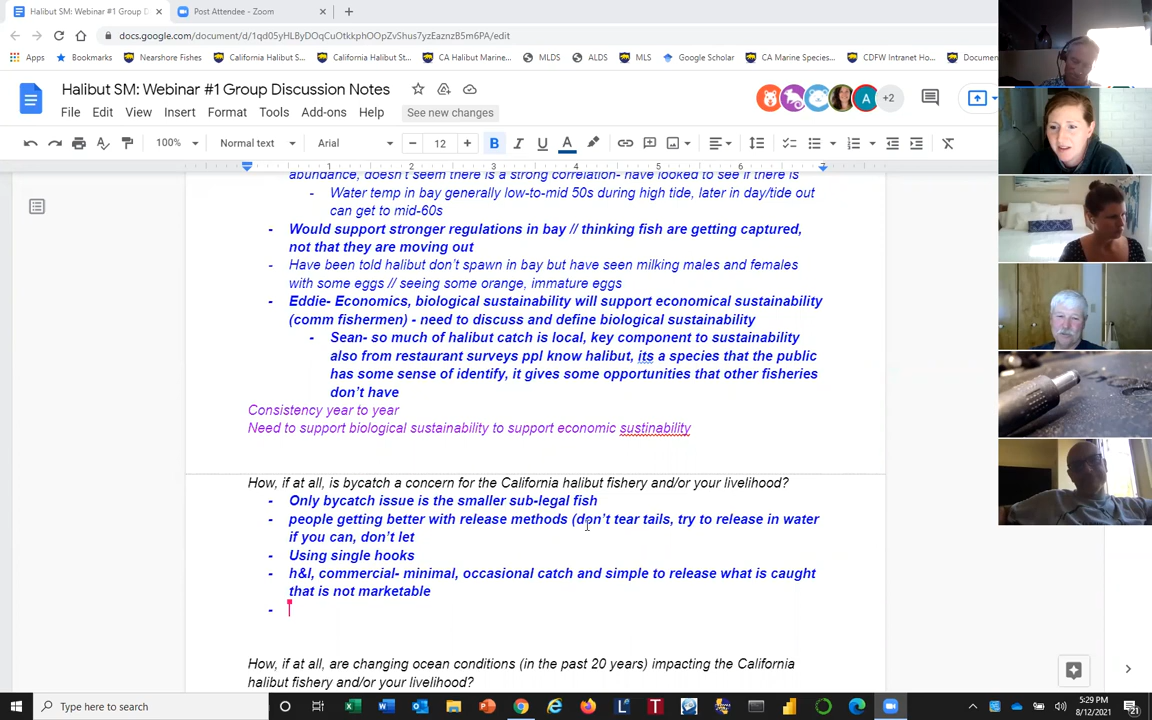 Halibut SM: Webinar #1 Group D
Post Attendee - Zoom
docs.google.com/document/d/1qd05yHLByDOqCuOtkkphOOpZvShus7yzEaznzB5m6PA/edit
Apps Bookmarks Nearshore Fishes California Halibut S... California Halibut St... CA Halibut Marine... MLDS ALDS MLS Google Scholar CA Marine Species... CDFW Intranet Ho... Documen
Halibut SM: Webinar #1 Group Discussion Notes
+2
File Edit View Insert Format Tools Add-ons Help See new changes
100% Normal text Arial 12
1 2 3 4 5 6 7
abundance, doesn't seem there is a strong correlation- have looked to see if there is
- Water temp in bay generally low-to-mid 50s during high tide, later in day/tide out
can get to mid-60s
- Would support stronger regulations in bay // thinking fish are getting captured,
not that they are moving out
- Have been told halibut don't spawn in bay but have seen milking males and females
with some eggs // seeing some orange, immature eggs
- Eddie- Economics, biological sustainability will support economical sustainability
(comm fishermen) - need to discuss and define biological sustainability
- Sean- so much of halibut catch is local, key component to sustainability
also from restaurant surveys ppl know halibut, its a species that the public
has some sense of identify, it gives some opportunities that other fisheries
don't have
Consistency year to year
Need to support biological sustainability to support economic sustinability
How, if at all, is bycatch a concern for the California halibut fishery and/or your livelihood?
- Only bycatch issue is the smaller sub-legal fish
- people getting better with release methods (don't tear tails, try to release in water
if you can, don't let
- Using single hooks
- h&l, commercial- minimal, occasional catch and simple to release what is caught
that is not marketable
-
How, if at all, are changing ocean conditions (in the past 20 years) impacting the California
halibut fishery and/or your livelihood?
Type here to search
5:29 PM
8/12/2021
21